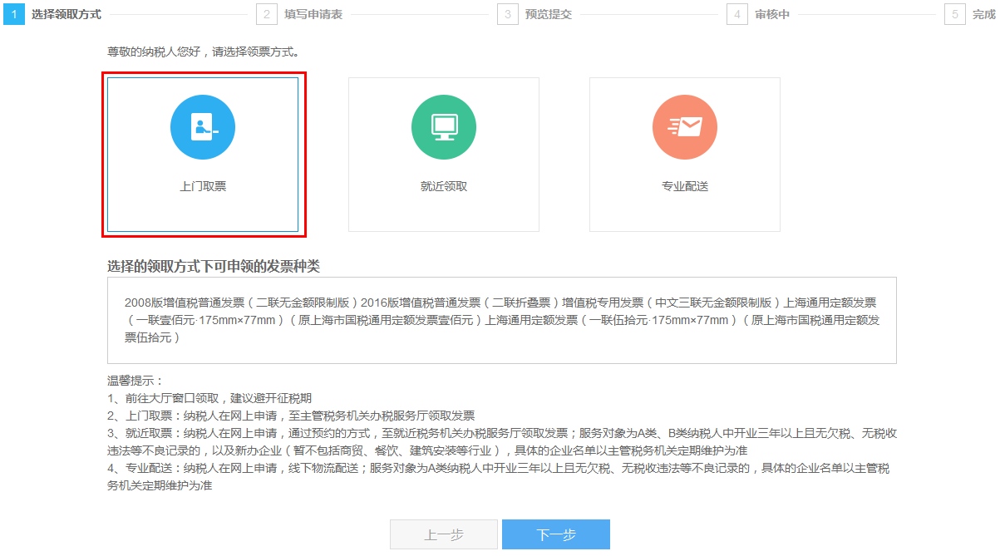 1 选择领取方式 2 填写申请表 3 预览提交 4 审核中 5 完成
尊敬的纳税人您好，请选择领票方式。
上门取票 就近领取 专业配送
选择的领取方式下可申领的发票种类
2008版增值税普通发票（二联无金额限制版）2016版增值税普通发票（二联折叠票）增值税专用发票（中文三联无金额限制版）上海通用定额发票
（一联壹佰元·175mm×77mm）（原上海市国税通用定额发票壹佰元）上海通用定额发票（一联伍拾元·175mm×77mm）（原上海市国税通用定额发
票伍拾元）
温馨提示：
1、前往大厅窗口领取，建议避开征税期
2、上门取票：纳税人在网上申请，至主管税务机关办税服务厅领取发票
3、就近取票：纳税人在网上申请，通过预约的方式，至就近税务机关办税服务厅领取发票；服务对象为A类、B类纳税人中开业三年以上且无欠税、无税收
违法等不良记录的，以及新办企业（暂不包括商贸、餐饮、建筑安装等行业），具体的企业名单以主管税务机关定期维护为准
4、专业配送：纳税人在网上申请，线下物流配送；服务对象为A类纳税人中开业三年以上且无欠税、无税收违法等不良记录的，具体的企业名单以主管税
务机关定期维护为准
上一步 下一步